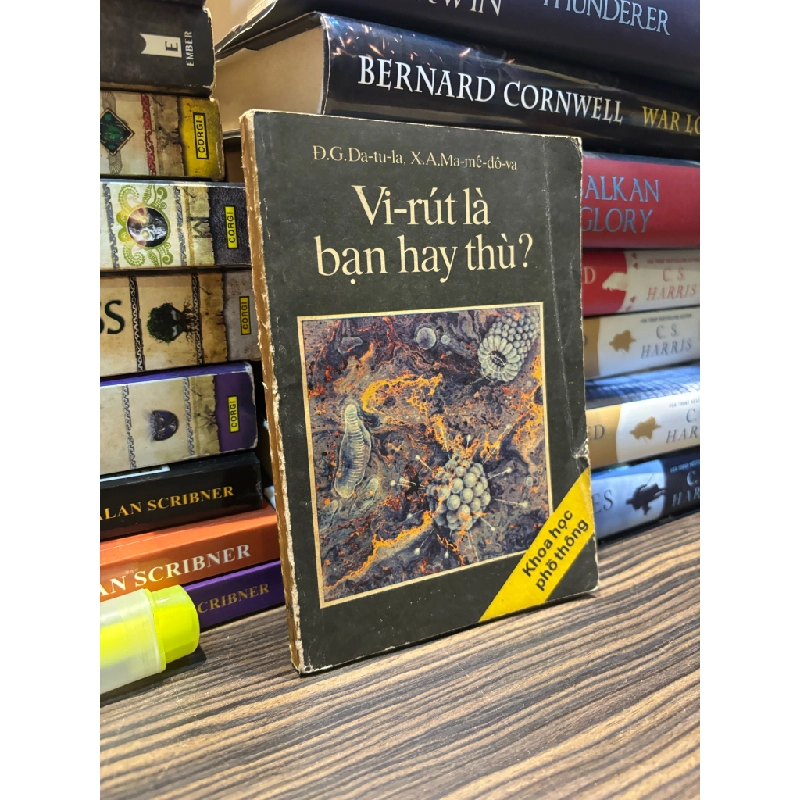 THUNDERER
BERNARD CORNWELL WAR
E
EMBER
CORGI
CORGI
CORGI
CORGI
ALAN SCRIBNER
AN SCRIBNER
SCRIBNER
Đ.G.Da-tu-la, X.A.Ma-mê-đô-va
Vi-rút là
bạn hay thù?
Khoa học
phổ thông
ALKAN
GLORY
C.S.
HARRIS
C.S.
HARRIS
C.S.
HARRIS